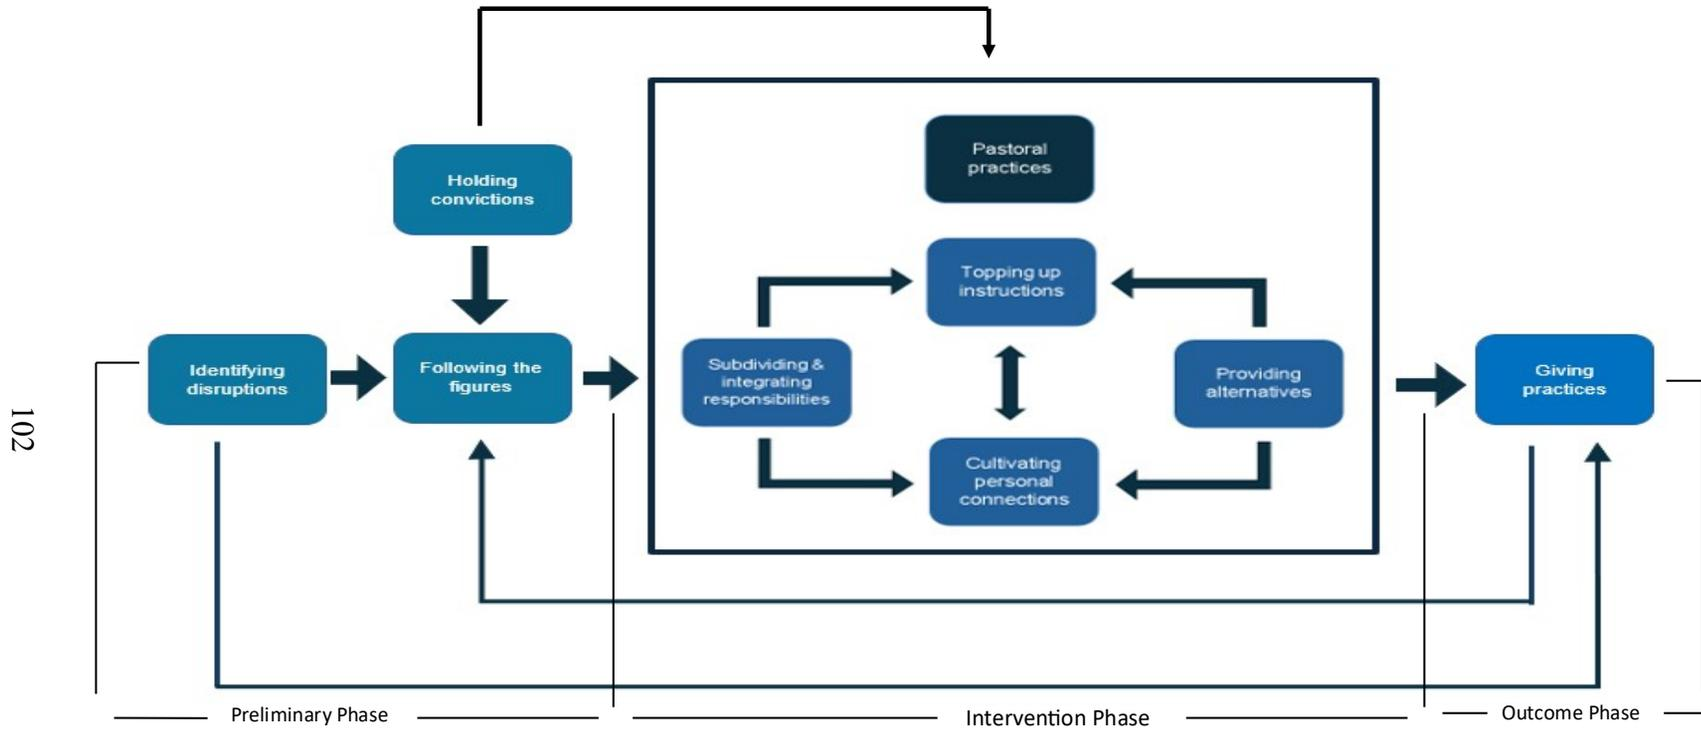 Holding
convictions
Identifying
disruptions
Following the
figures
Pastoral
practices
Topping up
instructions
Subdividing &
integrating
responsibilities
Providing
alternatives
Cultivating
personal
connections
Giving
practices
102
Preliminary Phase
Intervention Phase
Outcome Phase